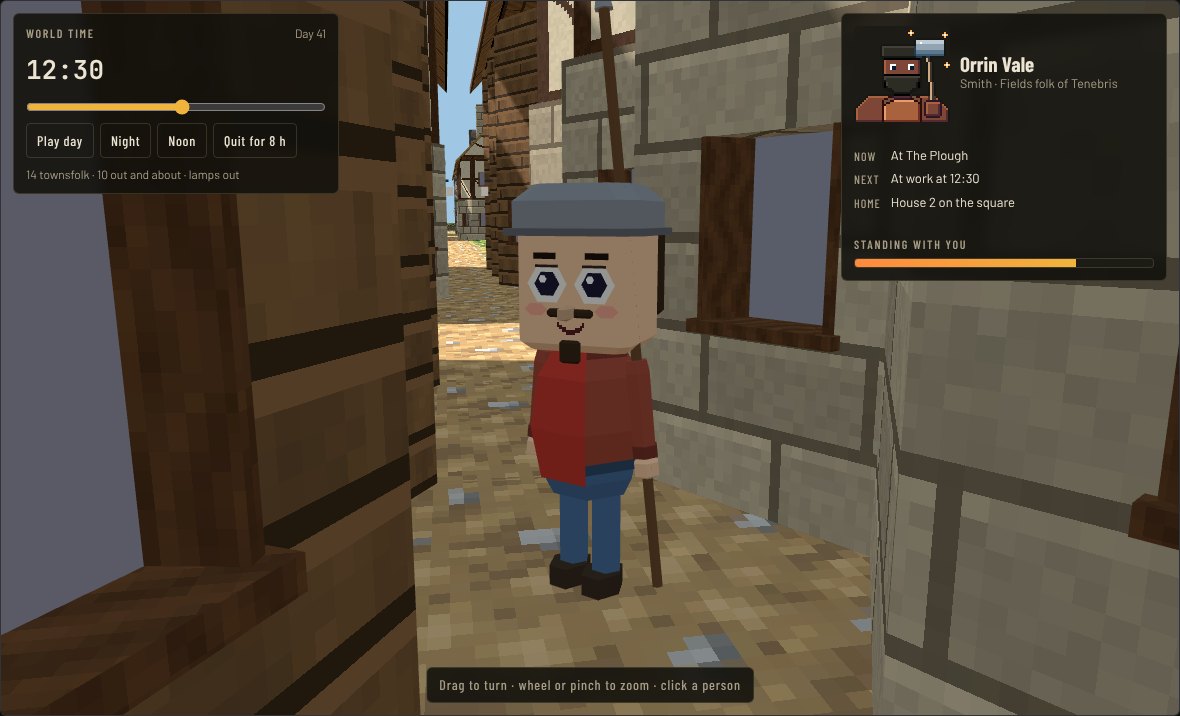 WORLD TIME
Day 41
12:30
Play day
Night
Noon
Quit for 8 h
14 townsfolk · 10 out and about · lamps out
Orrin Vale
Smith · Fields folk of Tenebris
NOW At The Plough
NEXT At work at 12:30
HOME House 2 on the square
STANDING WITH YOU
Drag to turn · wheel or pinch to zoom · click a person